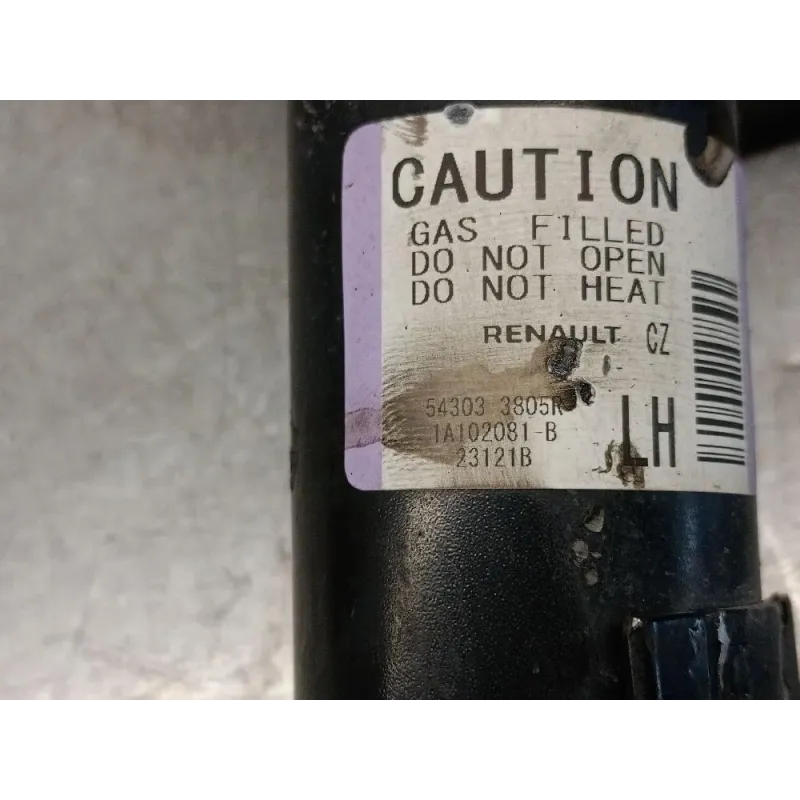 CAUTION
GAS FILLED
DO NOT OPEN
DO NOT HEAT
RENAULT CZ
54303 3805R
1A102081-B
23121B
LH